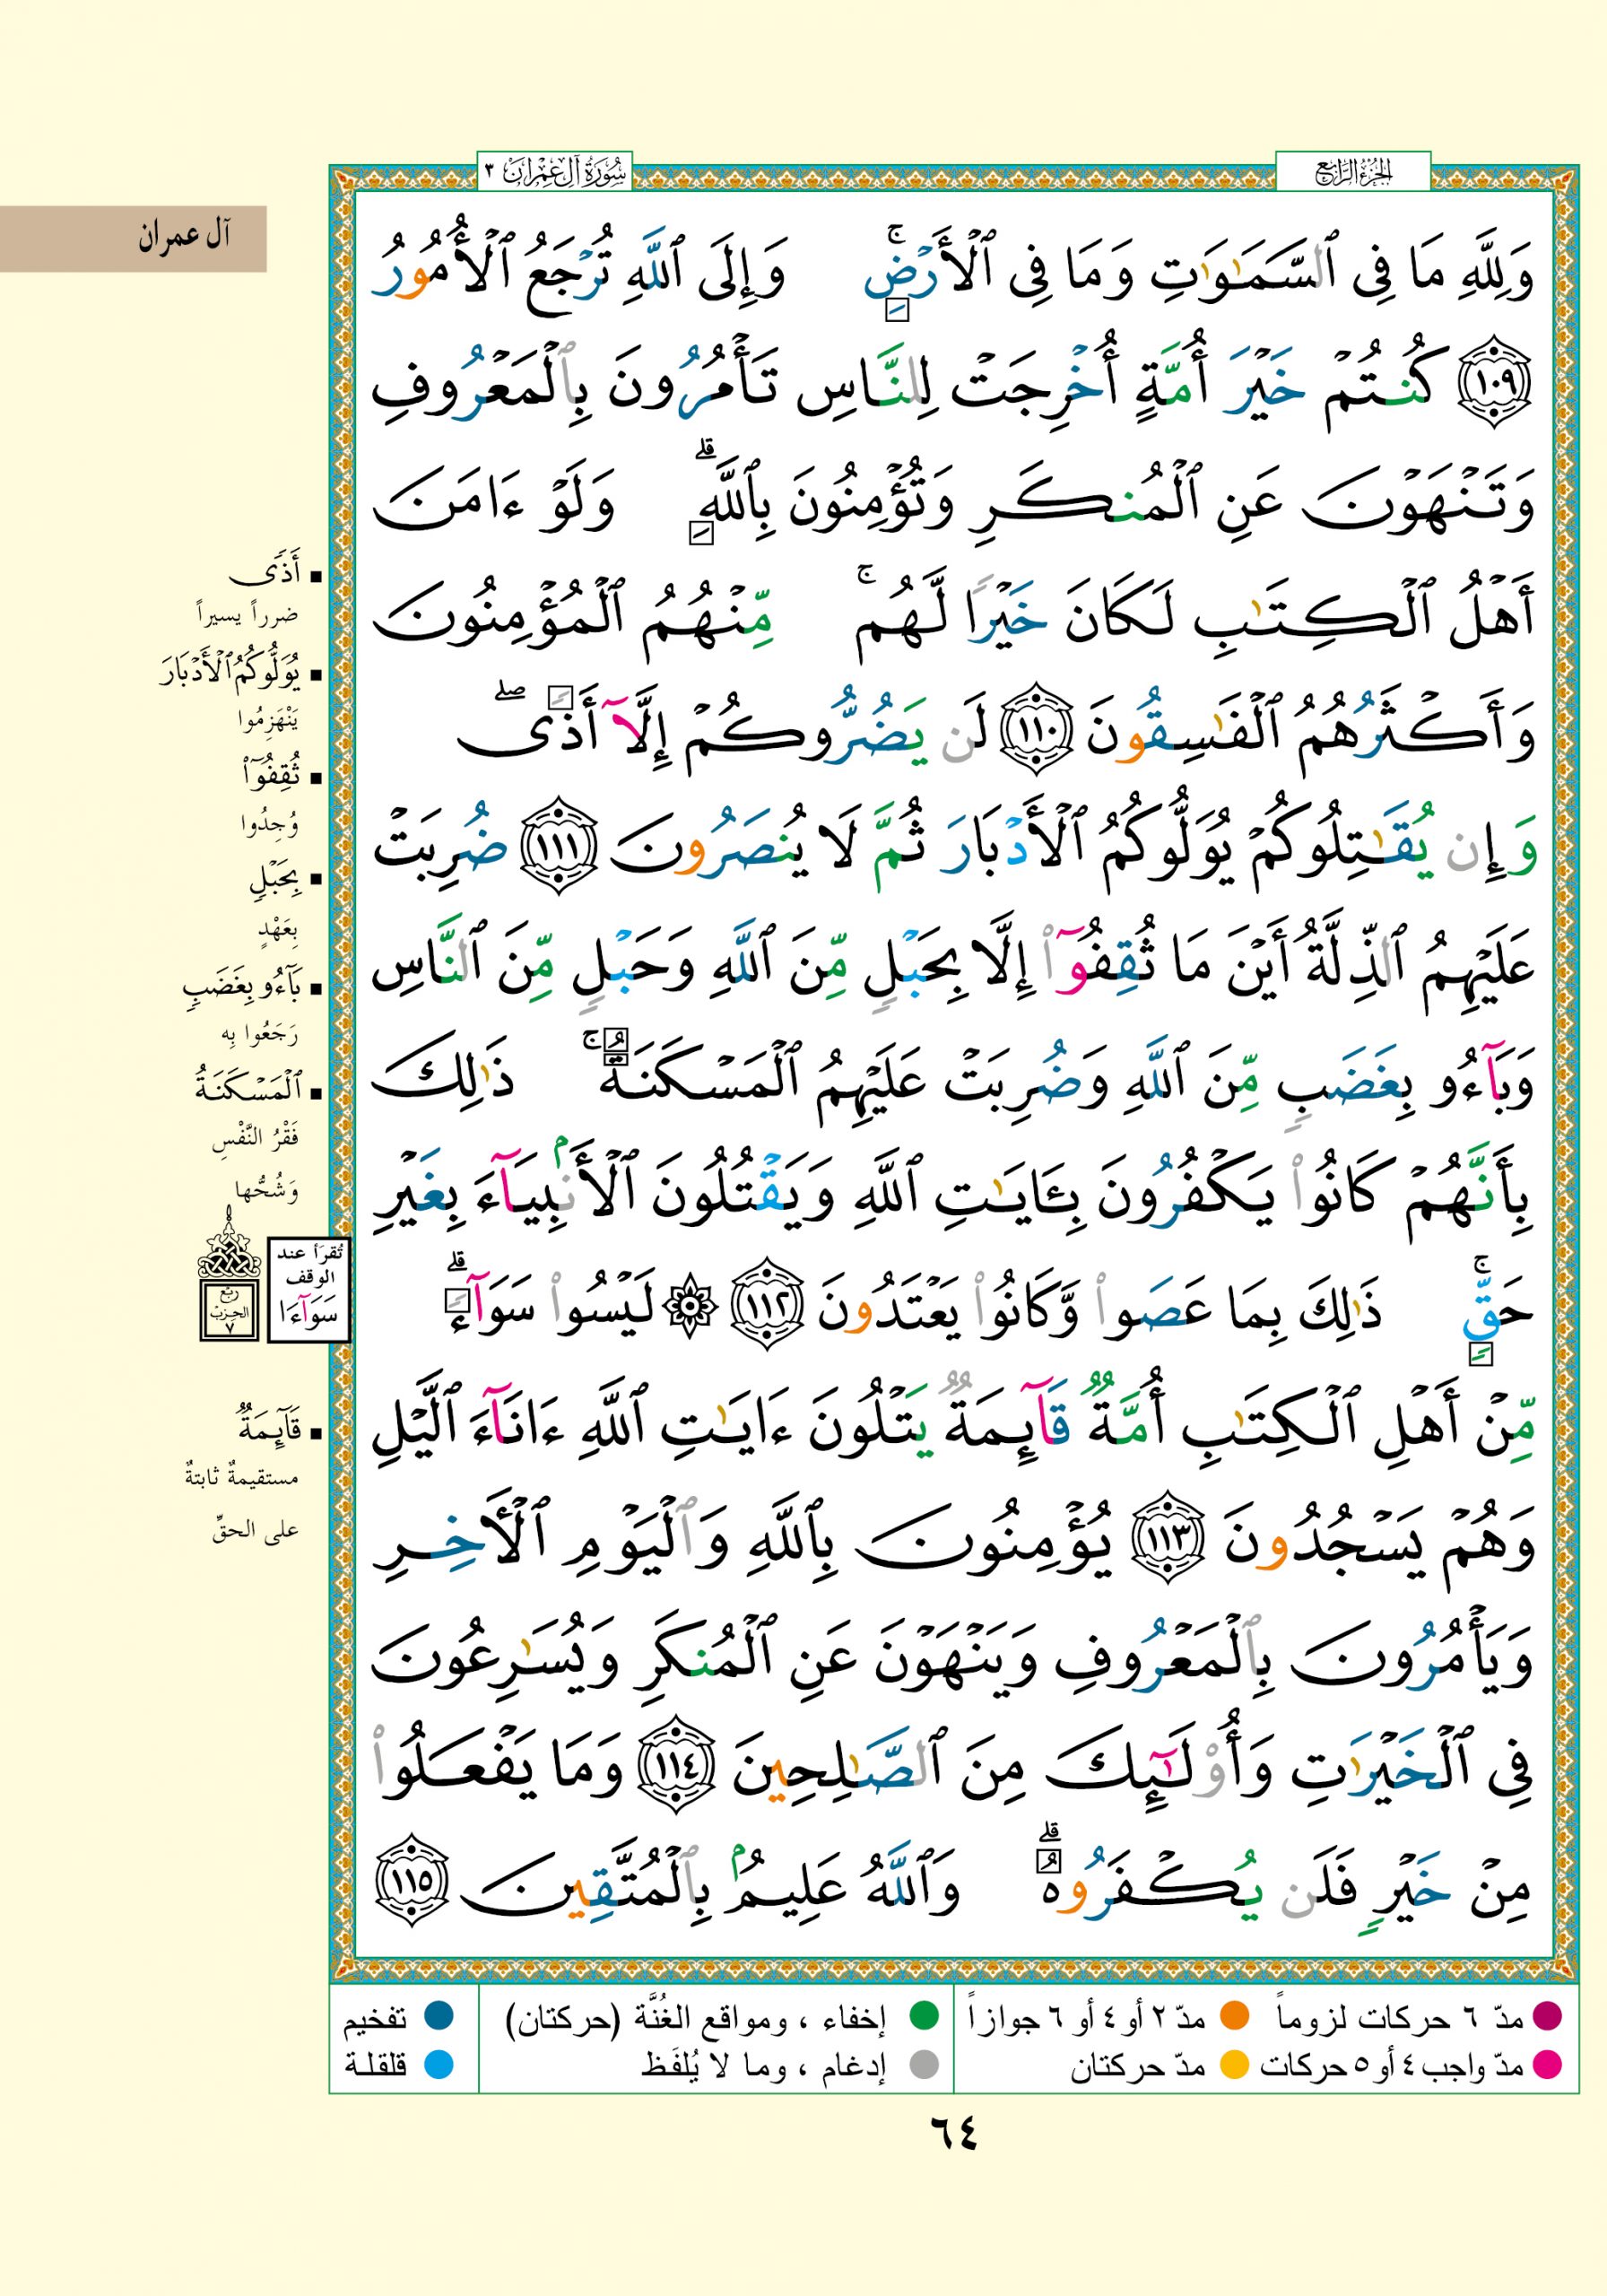 الجزء الرابع
سورة آل عمران ٣
آل عمران
وَلِلَّهِ مَا فِى ٱلسَّمَـٰوَٰتِ وَمَا فِى ٱلْأَرْضِ ۚ وَإِلَى ٱللَّهِ تُرْجَعُ ٱلْأُمُورُ
١٠٩ كُنتُمْ خَيْرَ أُمَّةٍ أُخْرِجَتْ لِلنَّاسِ تَأْمُرُونَ بِٱلْمَعْرُوفِ
وَتَنْهَوْنَ عَنِ ٱلْمُنكَرِ وَتُؤْمِنُونَ بِٱللَّهِ ۗ وَلَوْ ءَامَنَ
أَهْلُ ٱلْكِتَـٰبِ لَكَانَ خَيْرًا لَّهُم ۚ مِّنْهُمُ ٱلْمُؤْمِنُونَ
وَأَكْثَرُهُمُ ٱلْفَـٰسِقُونَ ١١٠ لَن يَضُرُّوكُمْ إِلَّآ أَذًى ۖ
وَإِن يُقَـٰتِلُوكُمْ يُوَلُّوكُمُ ٱلْأَدْبَارَ ثُمَّ لَا يُنصَرُونَ ١١١ ضُرِبَتْ
عَلَيْهِمُ ٱلذِّلَّةُ أَيْنَ مَا ثُقِفُوٓا۟ إِلَّا بِحَبْلٍ مِّنَ ٱللَّهِ وَحَبْلٍ مِّنَ ٱلنَّاسِ
وَبَآءُو بِغَضَبٍ مِّنَ ٱللَّهِ وَضُرِبَتْ عَلَيْهِمُ ٱلْمَسْكَنَةُ ۚ ذَٰلِكَ
بِأَنَّهُمْ كَانُوا۟ يَكْفُرُونَ بِـَٔايَـٰتِ ٱللَّهِ وَيَقْتُلُونَ ٱلْأَنۢبِيَآءَ بِغَيْرِ
حَقٍّ ۚ ذَٰلِكَ بِمَا عَصَوا۟ وَّكَانُوا۟ يَعْتَدُونَ ١١٢ ۞ لَيْسُوا۟ سَوَآءً ۗ
مِّنْ أَهْلِ ٱلْكِتَـٰبِ أُمَّةٌ قَآئِمَةٌ يَتْلُونَ ءَايَـٰتِ ٱللَّهِ ءَانَآءَ ٱلَّيْلِ
وَهُمْ يَسْجُدُونَ ١١٣ يُؤْمِنُونَ بِٱللَّهِ وَٱلْيَوْمِ ٱلْـَٔاخِرِ
وَيَأْمُرُونَ بِٱلْمَعْرُوفِ وَيَنْهَوْنَ عَنِ ٱلْمُنكَرِ وَيُسَـٰرِعُونَ
فِى ٱلْخَيْرَٰتِ وَأُو۟لَـٰٓئِكَ مِنَ ٱلصَّـٰلِحِينَ ١١٤ وَمَا يَفْعَلُوا۟
مِنْ خَيْرٍ فَلَن يُكْفَرُوهُ ۗ وَٱللَّهُ عَلِيمٌۢ بِٱلْمُتَّقِينَ ١١٥
أَذًى
ضرراً يسيراً
يُوَلُّوكُمُ ٱلْأَدْبَارَ
يَنْهَزِمُوا
ثُقِفُوٓا۟
وُجِدُوا
بِحَبْلٍ
بِعَهْدٍ
بَآءُو بِغَضَبٍ
رَجَعُوا بِه
ٱلْمَسْكَنَةُ
فَقْرُ النَّفْسِ
وَشُحُّها
تُقرَأ عند
الوقف
سَوَآءَا
ربع
الحزب
٧
قَآئِمَةٌ
مستقيمةٌ ثابتةٌ
على الحقِّ
مدّ ٦ حركات لزوماً مدّ ٢ أو ٤ أو ٦ جوازاً إخفاء ، ومواقع الغُنَّة (حركتان) تفخيم
مدّ واجب ٤ أو ٥ حركات مدّ حركتان إدغام ، وما لا يُلفَظ قلقلة
٦٤